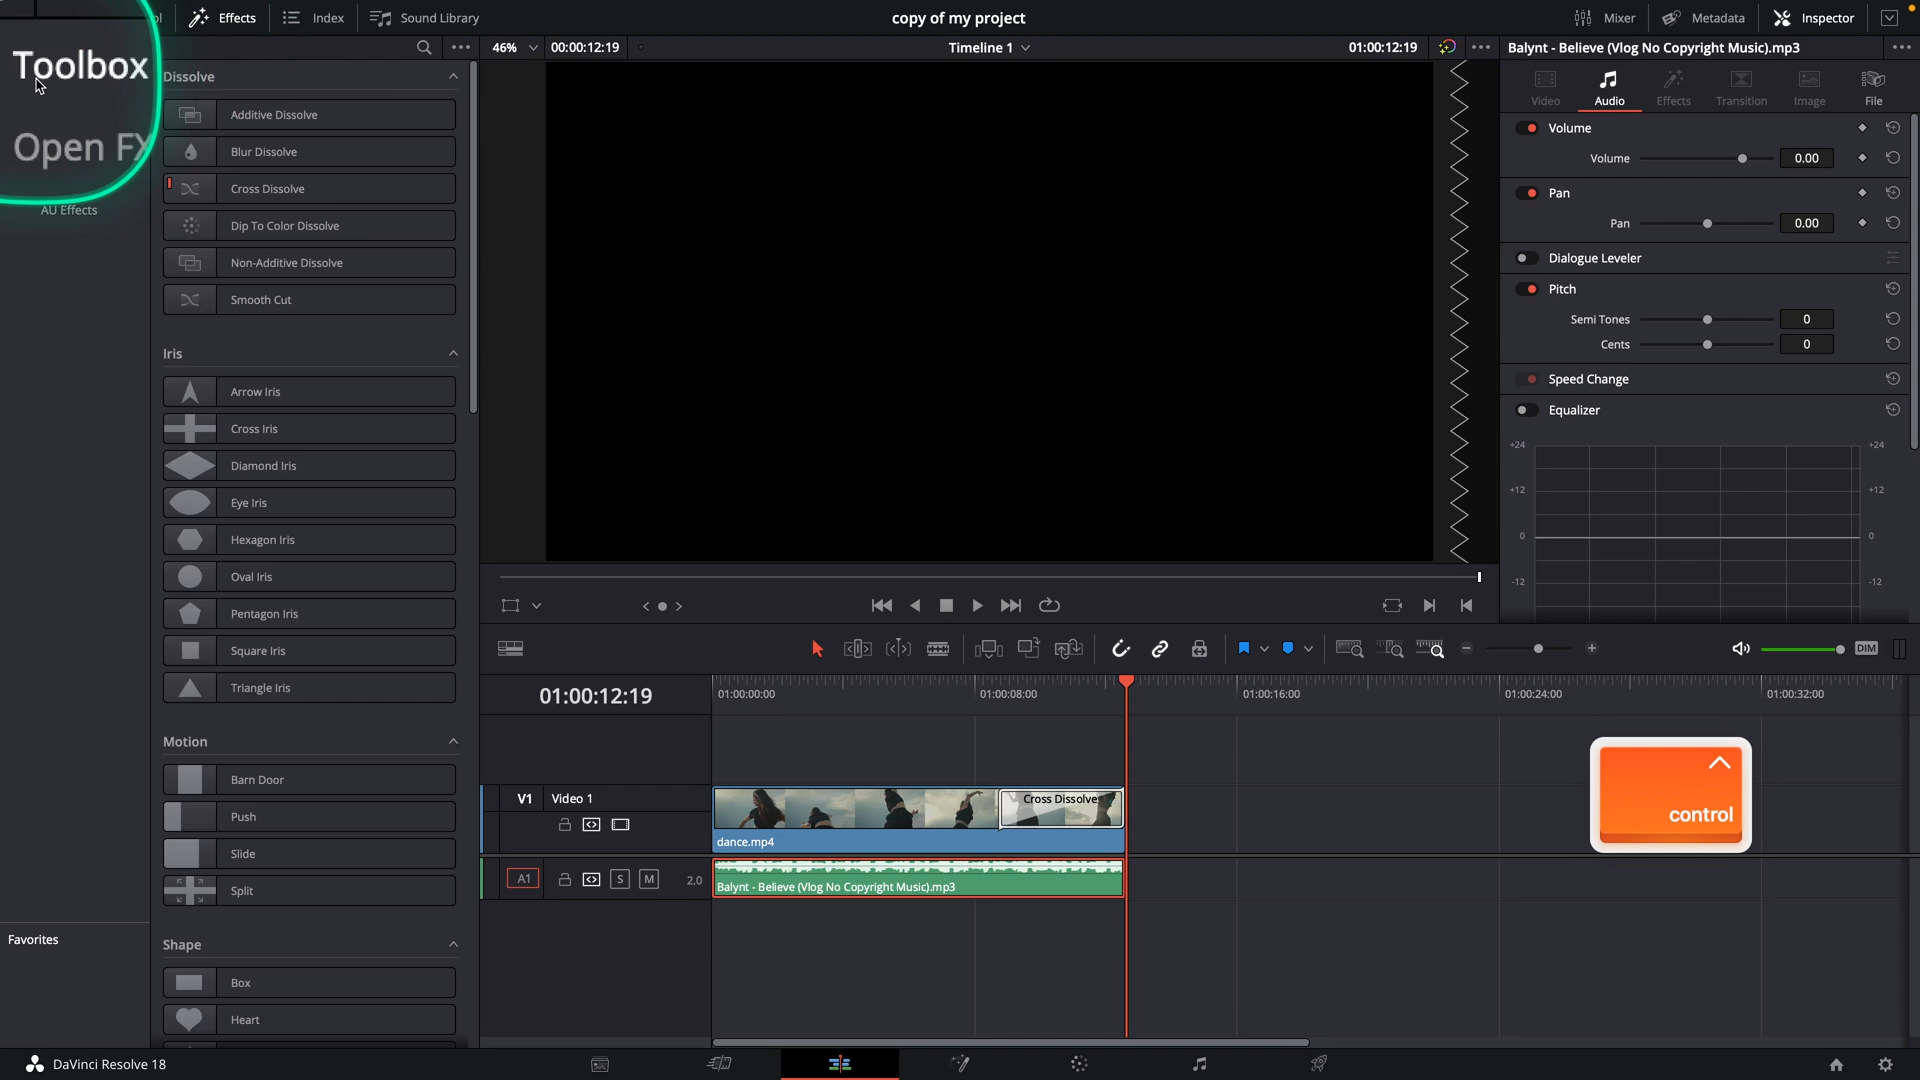 Effects
Index
Sound Library
copy of my project
Mixer
Metadata
Inspector
46%
00:00:12:19
Timeline 1
01:00:12:19
Balynt - Believe (Vlog No Copyright Music).mp3
Toolbox
Open FX
AU Effects
Favorites
Dissolve
Additive Dissolve
Blur Dissolve
Cross Dissolve
Dip To Color Dissolve
Non-Additive Dissolve
Smooth Cut
Iris
Arrow Iris
Cross Iris
Diamond Iris
Eye Iris
Hexagon Iris
Oval Iris
Pentagon Iris
Square Iris
Triangle Iris
Motion
Barn Door
Push
Slide
Split
Shape
Box
Heart
Video
Audio
Effects
Transition
Image
File
Volume
Volume 0.00
Pan
Pan 0.00
Dialogue Leveler
Pitch
Semi Tones 0
Cents 0
Speed Change
Equalizer
+24 +24
+12 +12
0 0
-12 -12
DIM
01:00:12:19
01:00:00:00
01:00:08:00
01:00:16:00
01:00:24:00
01:00:32:00
V1 Video 1
Cross Dissolve
dance.mp4
A1 S M 2.0
Balynt - Believe (Vlog No Copyright Music).mp3
control
DaVinci Resolve 18